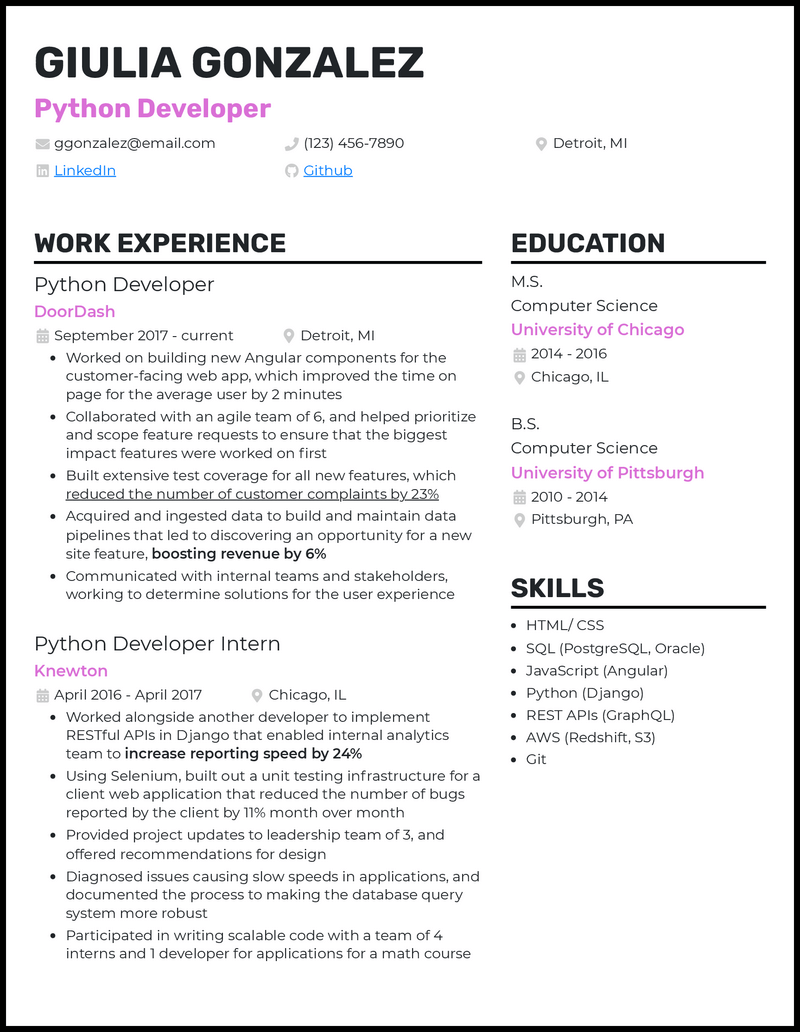 GIULIA GONZALEZ
Python Developer
ggonzalez@email.com
(123) 456-7890
Detroit, MI
LinkedIn
Github
WORK EXPERIENCE
Python Developer
DoorDash
September 2017 - current
Detroit, MI
• Worked on building new Angular components for the
customer-facing web app, which improved the time on
page for the average user by 2 minutes
• Collaborated with an agile team of 6, and helped prioritize
and scope feature requests to ensure that the biggest
impact features were worked on first
• Built extensive test coverage for all new features, which
reduced the number of customer complaints by 23%
• Acquired and ingested data to build and maintain data
pipelines that led to discovering an opportunity for a new
site feature, boosting revenue by 6%
• Communicated with internal teams and stakeholders,
working to determine solutions for the user experience
Python Developer Intern
Knewton
April 2016 - April 2017
Chicago, IL
• Worked alongside another developer to implement
RESTful APIs in Django that enabled internal analytics
team to increase reporting speed by 24%
• Using Selenium, built out a unit testing infrastructure for a
client web application that reduced the number of bugs
reported by the client by 11% month over month
• Provided project updates to leadership team of 3, and
offered recommendations for design
• Diagnosed issues causing slow speeds in applications, and
documented the process to making the database query
system more robust
• Participated in writing scalable code with a team of 4
interns and 1 developer for applications for a math course
EDUCATION
M.S.
Computer Science
University of Chicago
2014 - 2016
Chicago, IL
B.S.
Computer Science
University of Pittsburgh
2010 - 2014
Pittsburgh, PA
SKILLS
• HTML/ CSS
• SQL (PostgreSQL, Oracle)
• JavaScript (Angular)
• Python (Django)
• REST APIs (GraphQL)
• AWS (Redshift, S3)
• Git